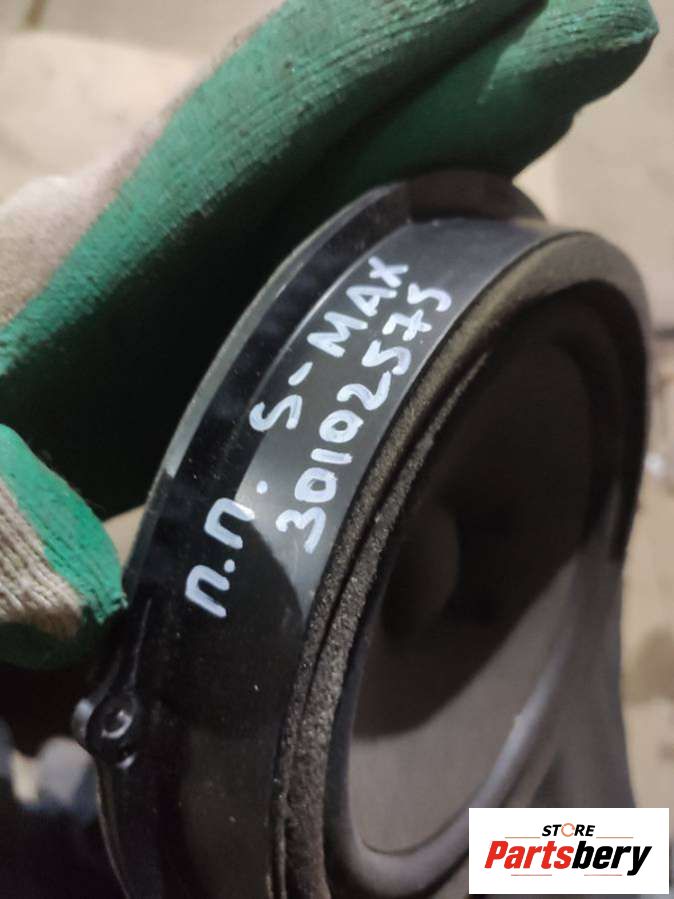 п.п. S-MAX
30102575
STORE
Partsbery